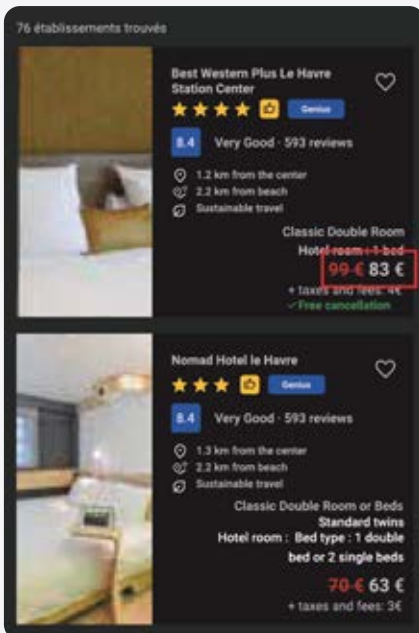 76 établissements trouvés
Best Western Plus Le Havre
Station Center
Genius
8.4 Very Good · 593 reviews
1.2 km from the center
2.2 km from beach
Sustainable travel
Classic Double Room
Hotel room : 1 bed
99 € 83 €
+ taxes and fees: 4€
✓Free cancellation
Nomad Hotel le Havre
Genius
8.4 Very Good · 593 reviews
1.3 km from the center
2.2 km from beach
Sustainable travel
Classic Double Room or Beds
Standard twins
Hotel room : Bed type : 1 double
bed or 2 single beds
70 € 63 €
+ taxes and fees: 3€